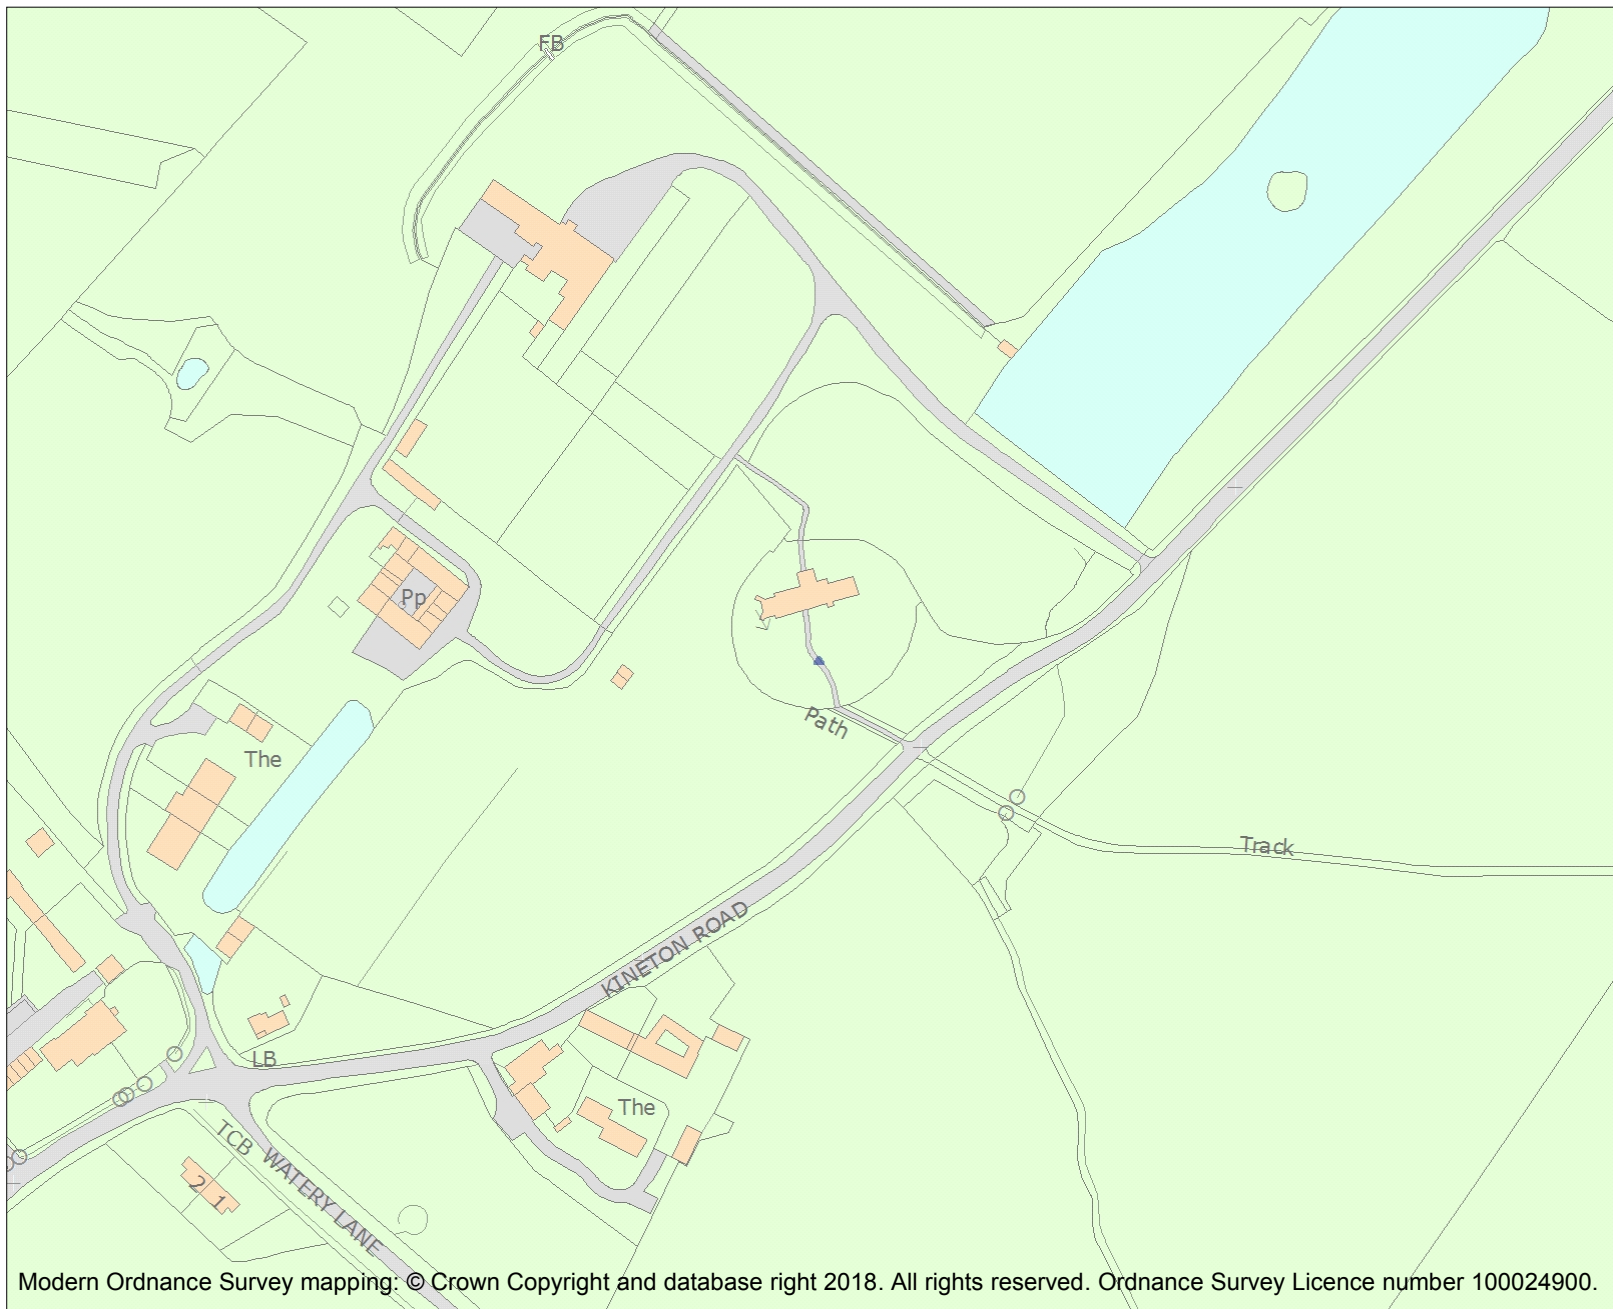 FB
Pp
The
Path
Track
KINETON ROAD
LB
The
TCB
WATERY LANE
2
1
Modern Ordnance Survey mapping: © Crown Copyright and database right 2018. All rights reserved. Ordnance Survey Licence number 100024900.